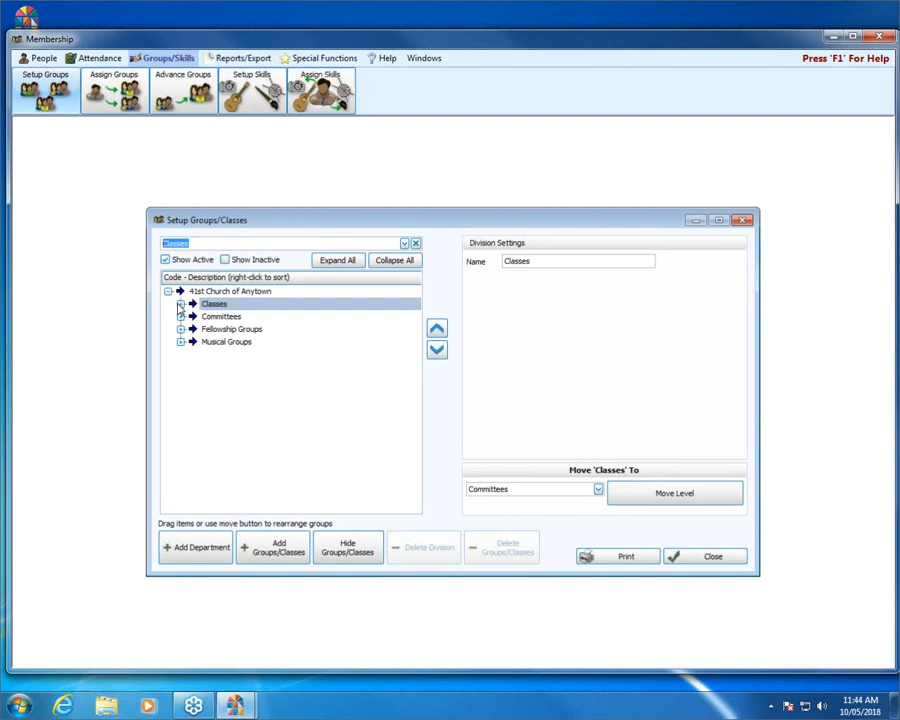 Membership
People Attendance Groups/Skills Reports/Export Special Functions Help Windows Press 'F1' For Help
Setup Groups Assign Groups Advance Groups Setup Skills Assign Skills
Setup Groups/Classes
Classes
Show Active Show Inactive Expand All Collapse All
Code - Description (right-click to sort)
41st Church of Anytown
Classes
Committees
Fellowship Groups
Musical Groups
Division Settings
Name Classes
Move 'Classes' To
Committees Move Level
Drag items or use move button to rearrange groups
Add Department
Add
Groups/Classes
Hide
Groups/Classes
Delete Division
Delete
Groups/Classes
Print
Close
11:44 AM
10/05/2018